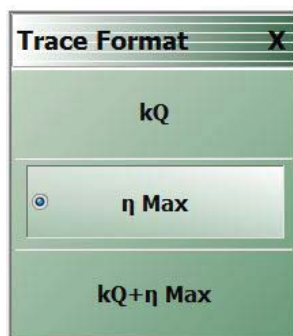 Trace Format X
kQ
η Max
kQ+η Max